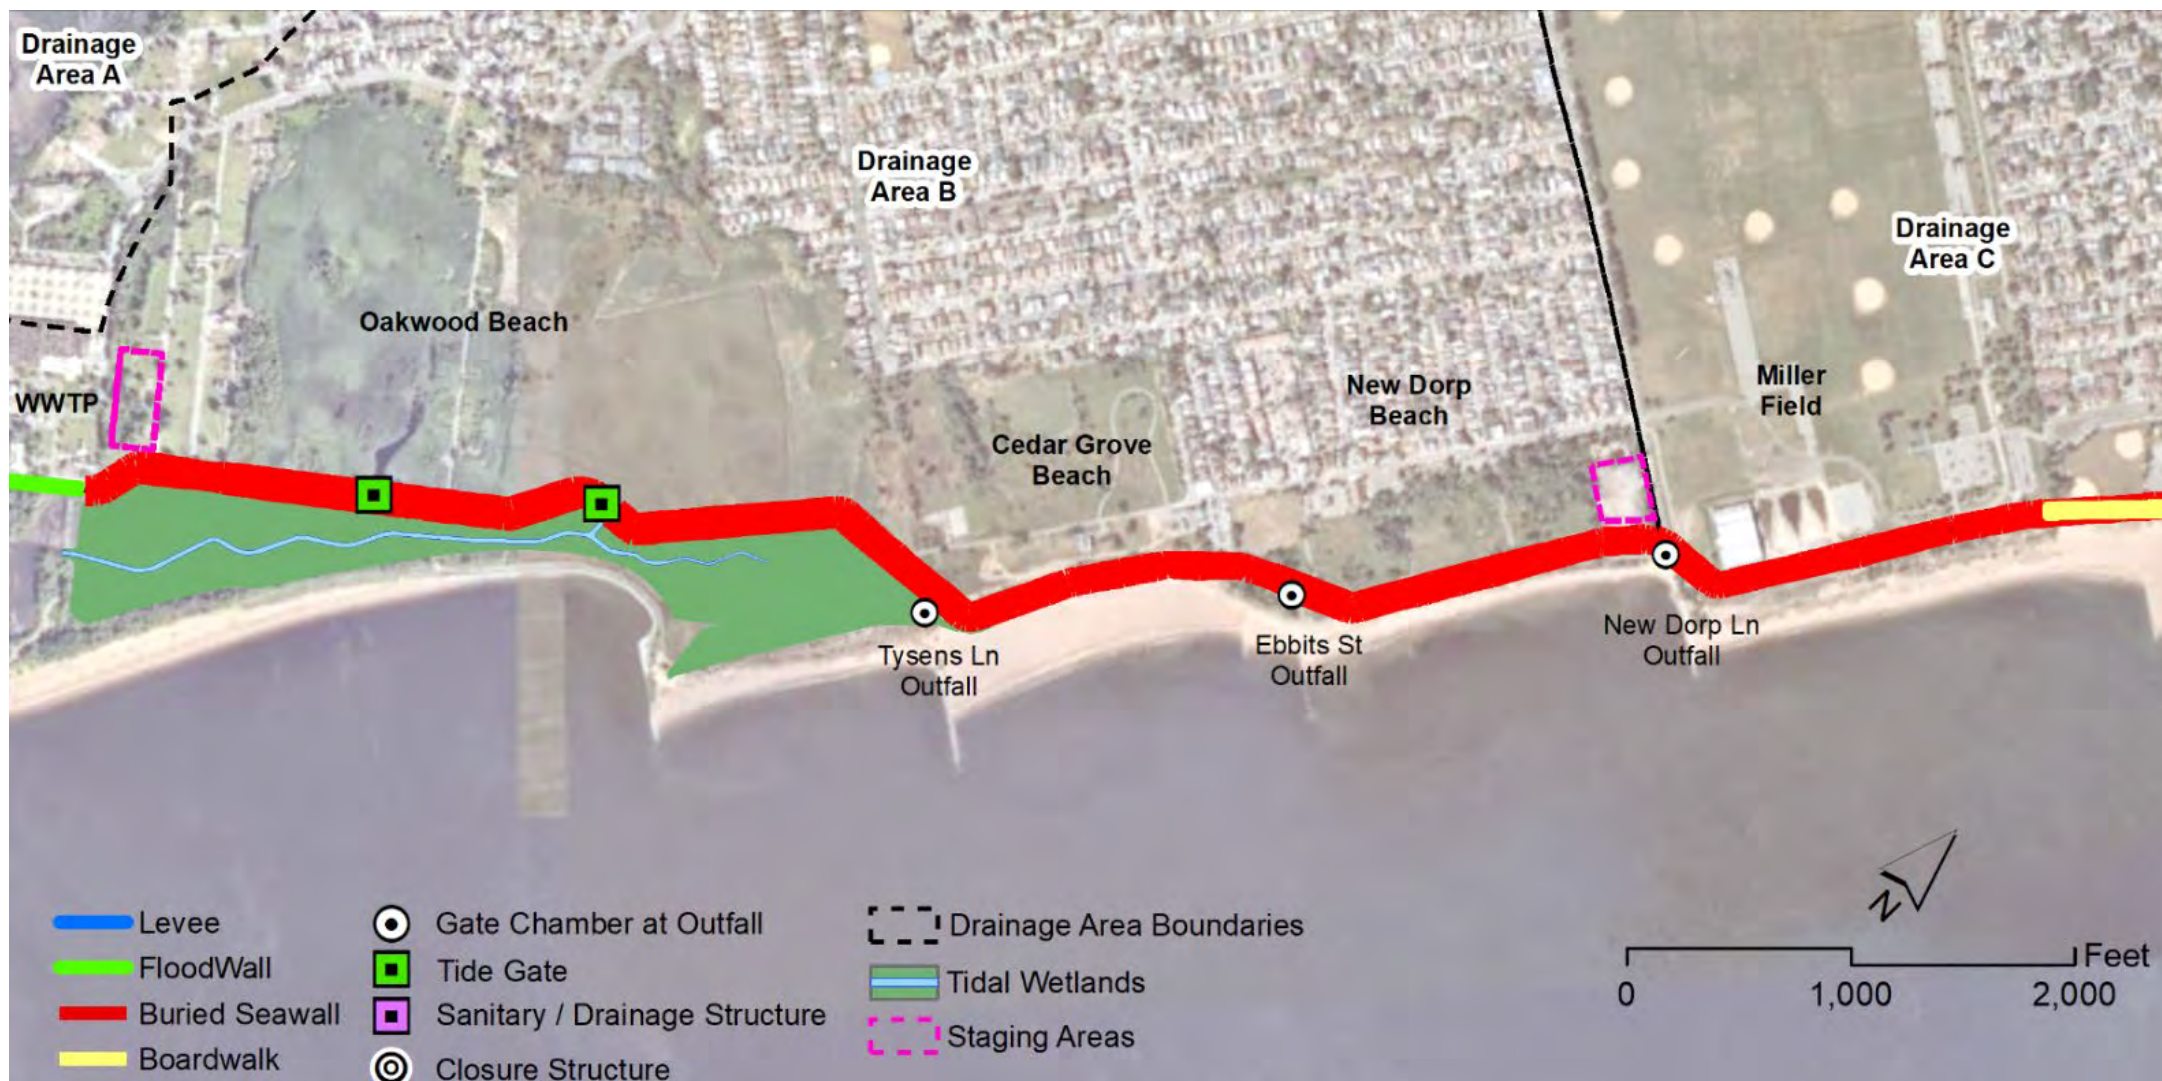 Drainage
Area A
Drainage
Area B
Drainage
Area C
Oakwood Beach
WWTP
Cedar Grove
Beach
New Dorp
Beach
Miller
Field
Tysens Ln
Outfall
Ebbits St
Outfall
New Dorp Ln
Outfall
N
Levee
FloodWall
Buried Seawall
Boardwalk
Gate Chamber at Outfall
Tide Gate
Sanitary / Drainage Structure
Closure Structure
Drainage Area Boundaries
Tidal Wetlands
Staging Areas
Feet
0 1,000 2,000